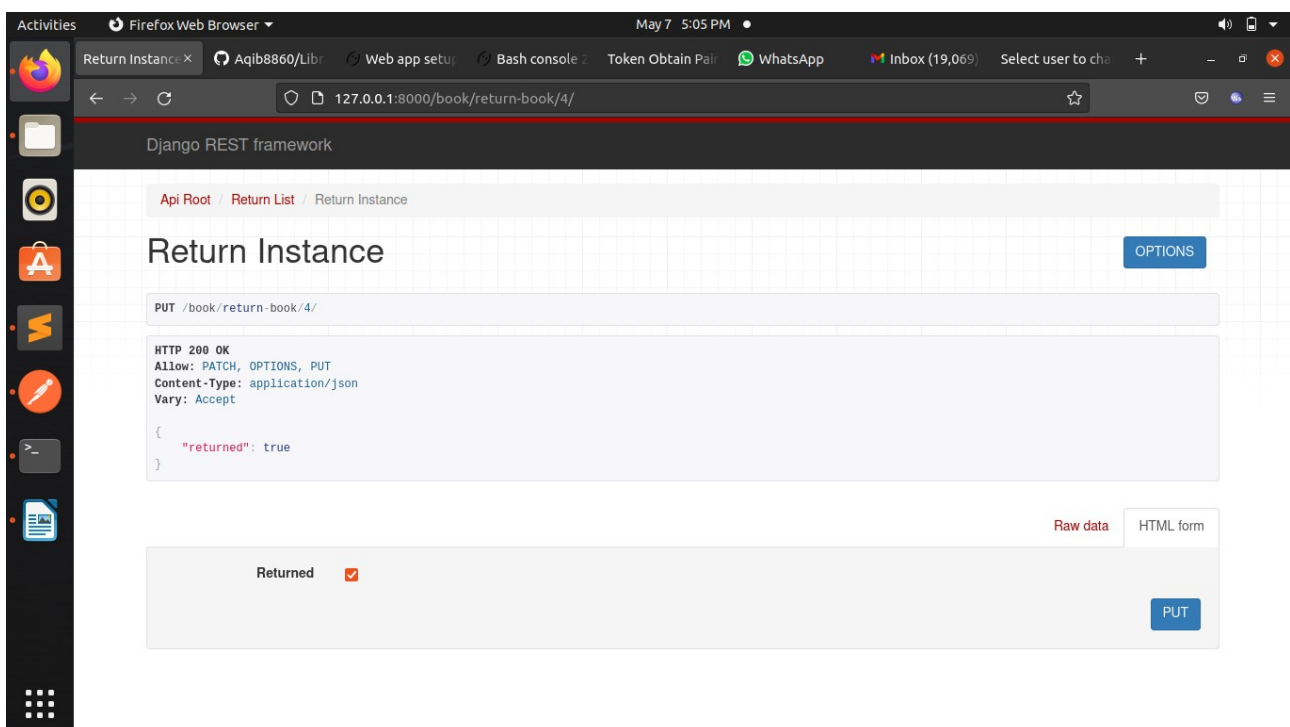 Activities Firefox Web Browser May 7 5:05 PM
Return Instance Aqib8860/Libr Web app setup Bash console 2 Token Obtain Pair WhatsApp Inbox (19,069) Select user to cha
127.0.0.1:8000/book/return-book/4/
Django REST framework
Api Root / Return List / Return Instance
Return Instance
OPTIONS
PUT /book/return-book/4/
HTTP 200 OK
Allow: PATCH, OPTIONS, PUT
Content-Type: application/json
Vary: Accept
{
"returned": true
}
Raw data HTML form
Returned
PUT